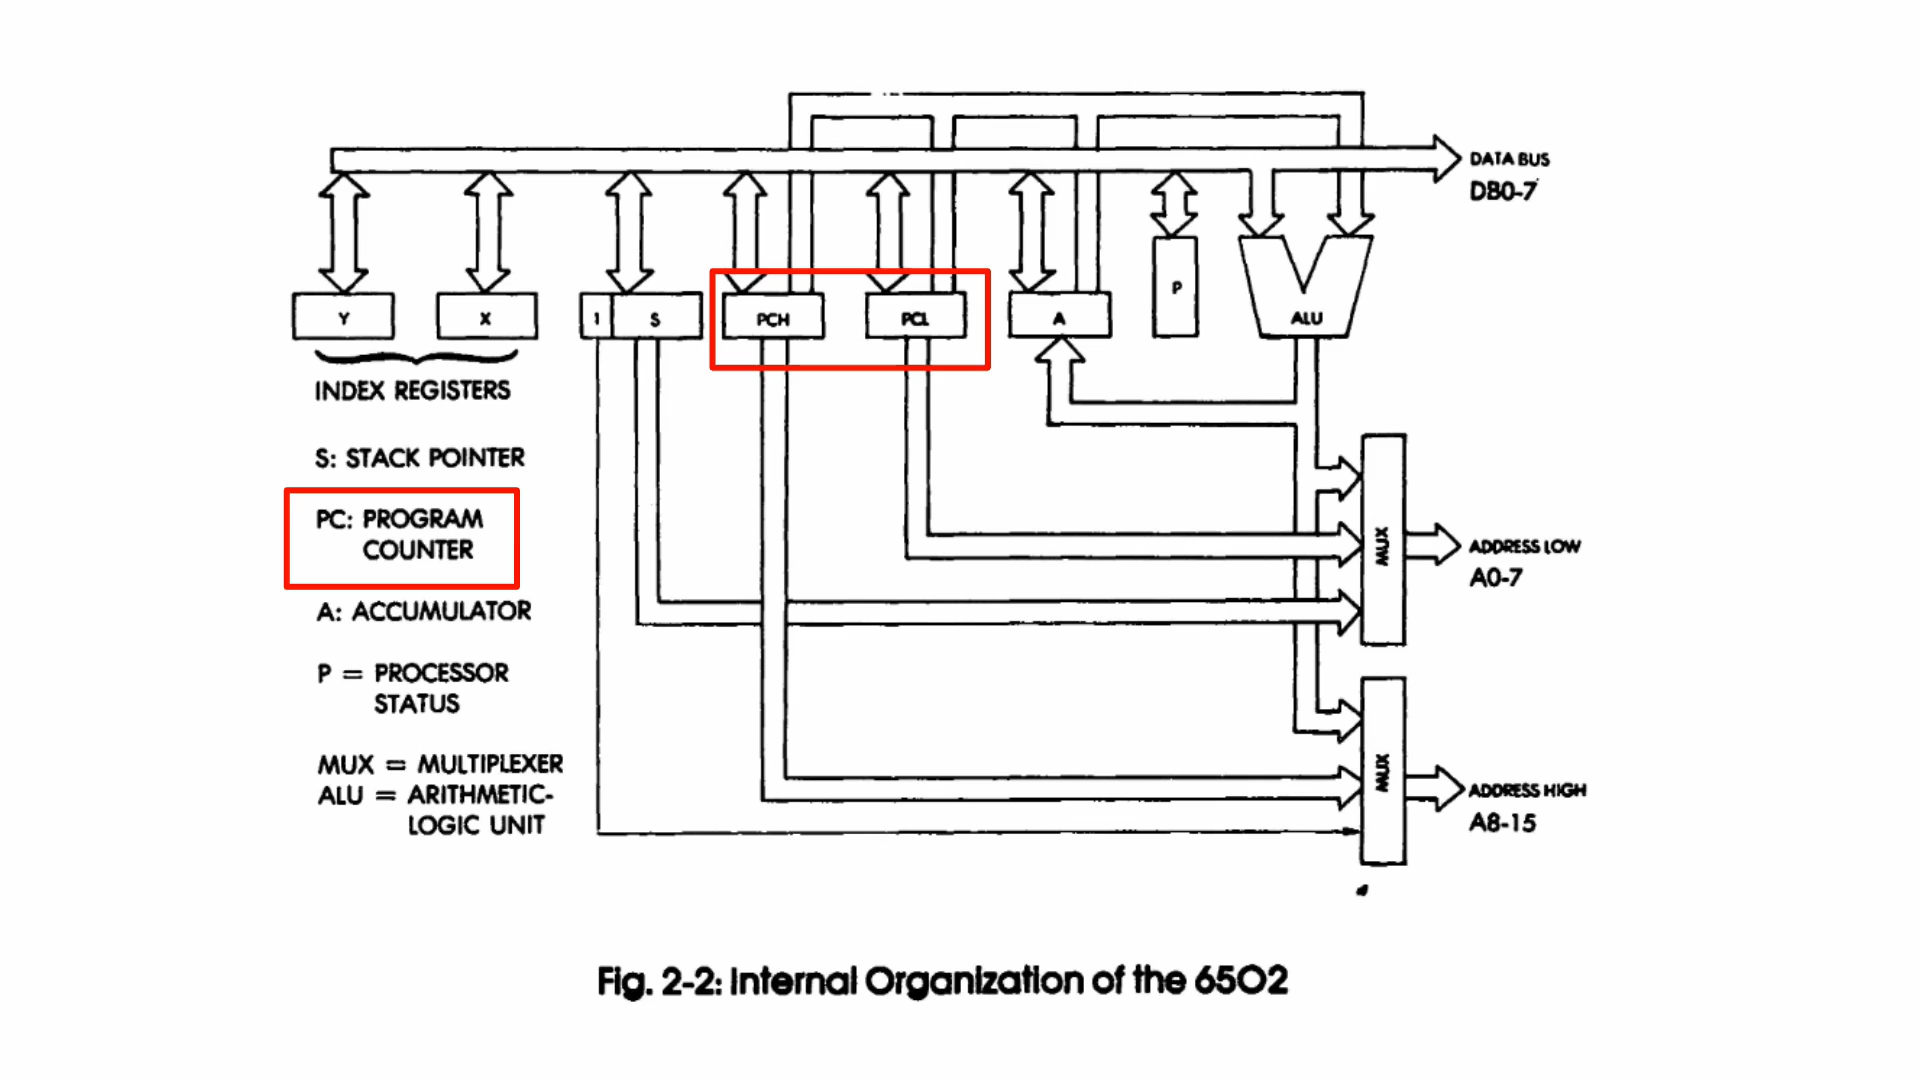 DATA BUS
DB0-7
Y
X
1
S
PCH
PCL
A
P
ALU
INDEX REGISTERS
S: STACK POINTER
PC: PROGRAM
COUNTER
A: ACCUMULATOR
P = PROCESSOR
STATUS
MUX = MULTIPLEXER
ALU = ARITHMETIC-
LOGIC UNIT
MUX
ADDRESS LOW
A0-7
MUX
ADDRESS HIGH
A8-15
Fig. 2-2: Internal Organization of the 6502